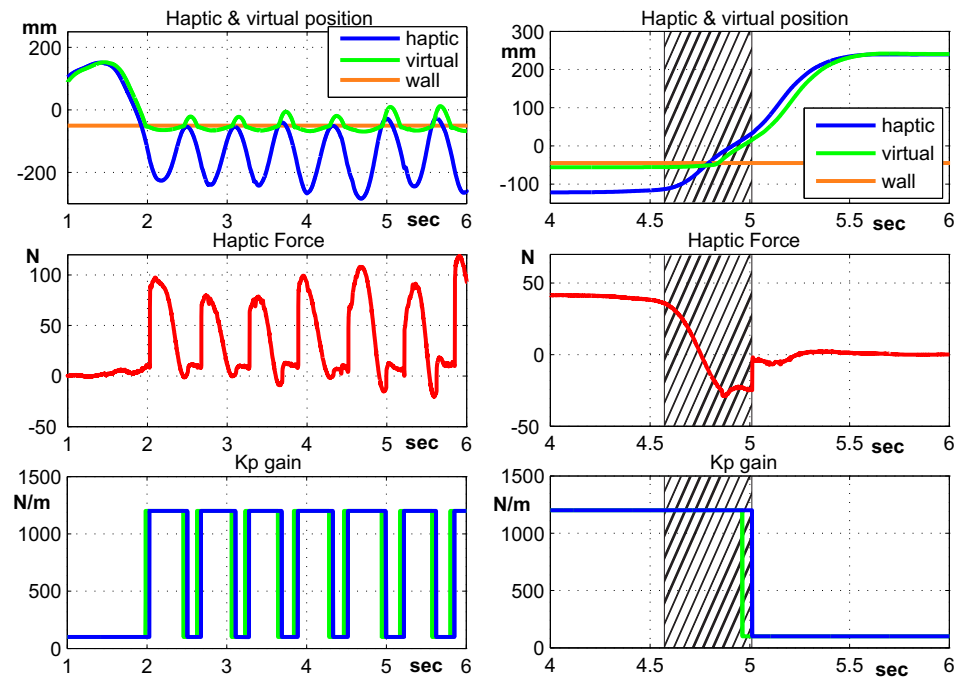 Haptic & virtual position
mm
200
0
-200
haptic
virtual
wall
1 2 3 4 5 sec 6
Haptic Force
N
100
50
0
-50
1 2 3 4 5 sec 6
Kp gain
1500
N/m
1000
500
0
1 2 3 4 5 sec 6
Haptic & virtual position
300
mm
200
100
0
-100
haptic
virtual
wall
4 4.5 5 5.5 sec 6
Haptic Force
N
50
0
-50
4 4.5 5 5.5 sec 6
Kp gain
1500
N/m
1000
500
0
4 4.5 5 5.5 sec 6